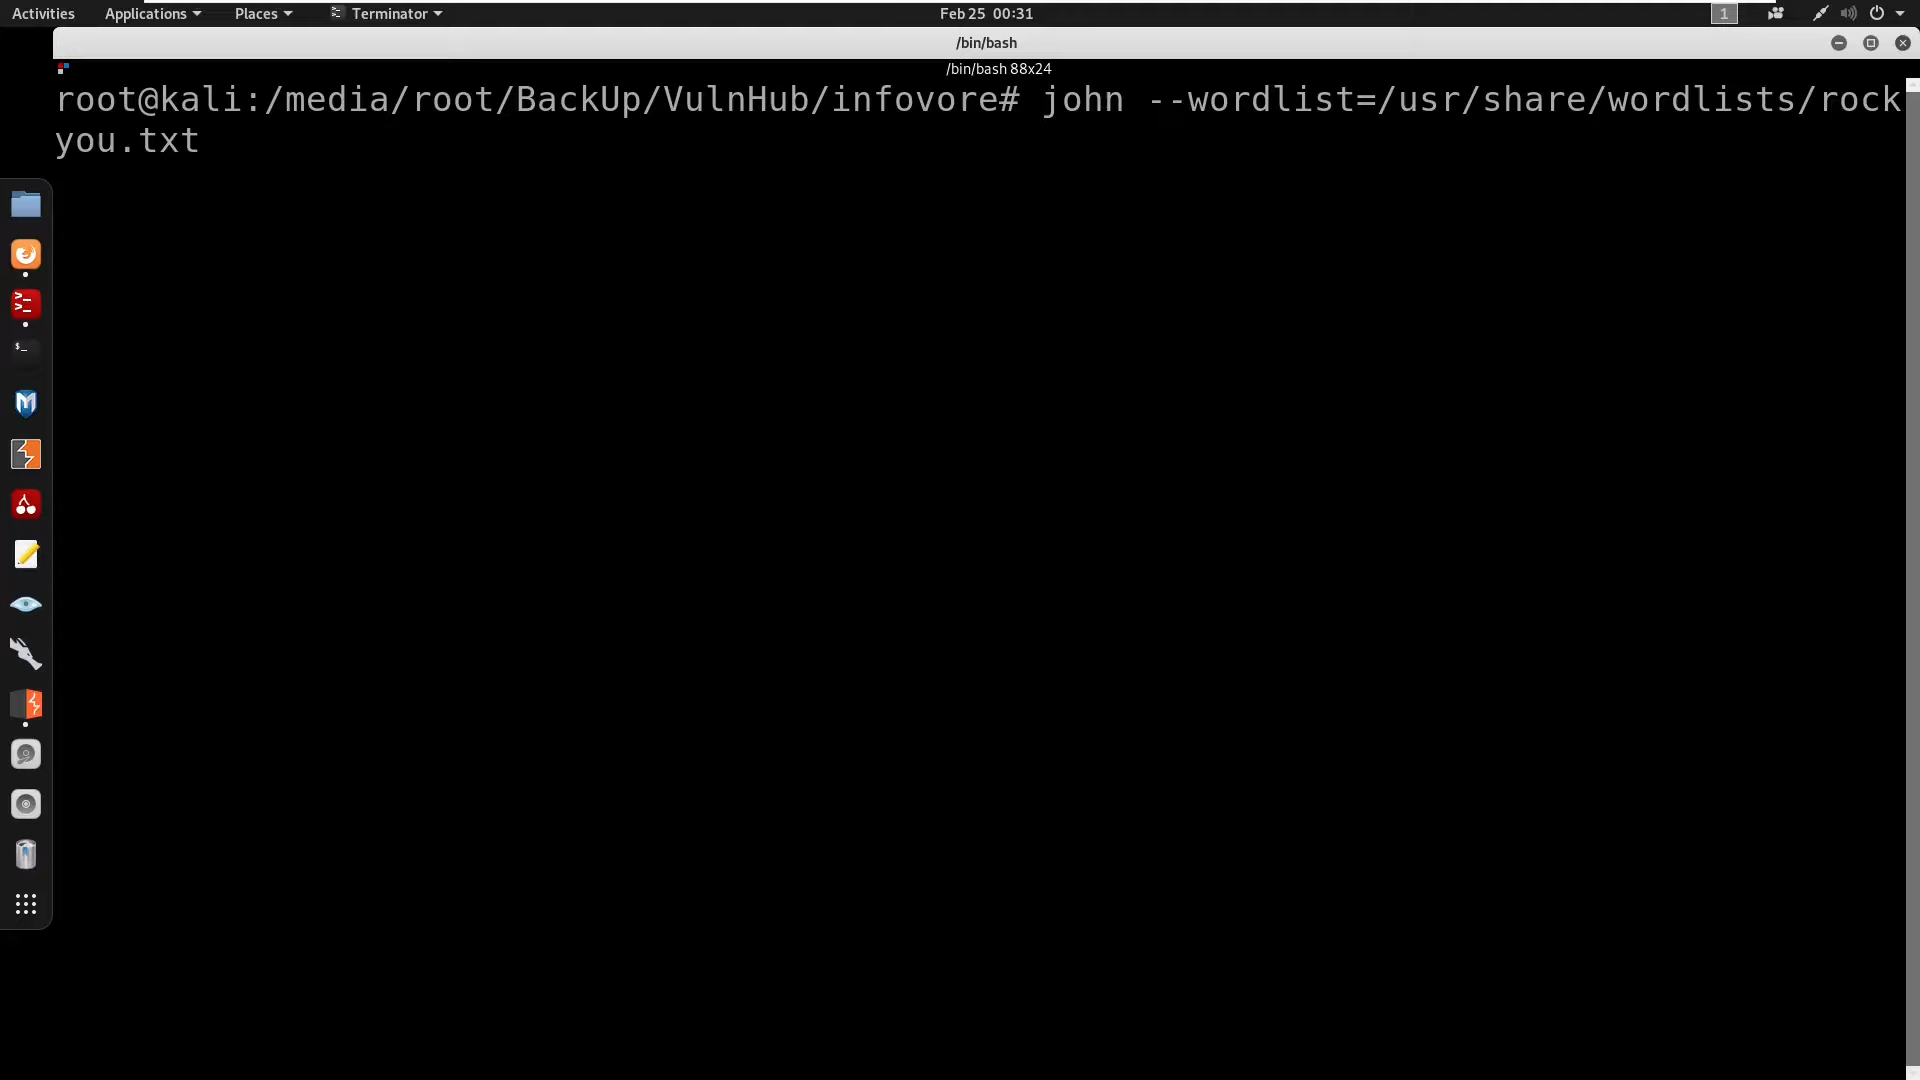 Activities Applications Places Terminator Feb 25 00:31 1
/bin/bash
/bin/bash 88x24
root@kali:/media/root/BackUp/VulnHub/infovore# john --wordlist=/usr/share/wordlists/rock
you.txt